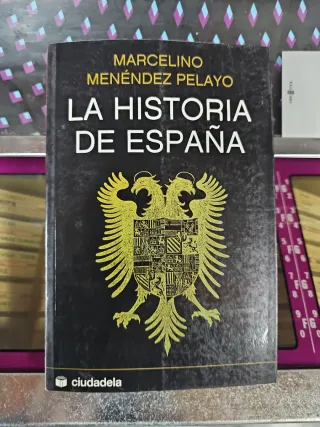 MARCELINO
MENÉNDEZ PELAYO
LA HISTORIA
DE ESPAÑA
ciudadela